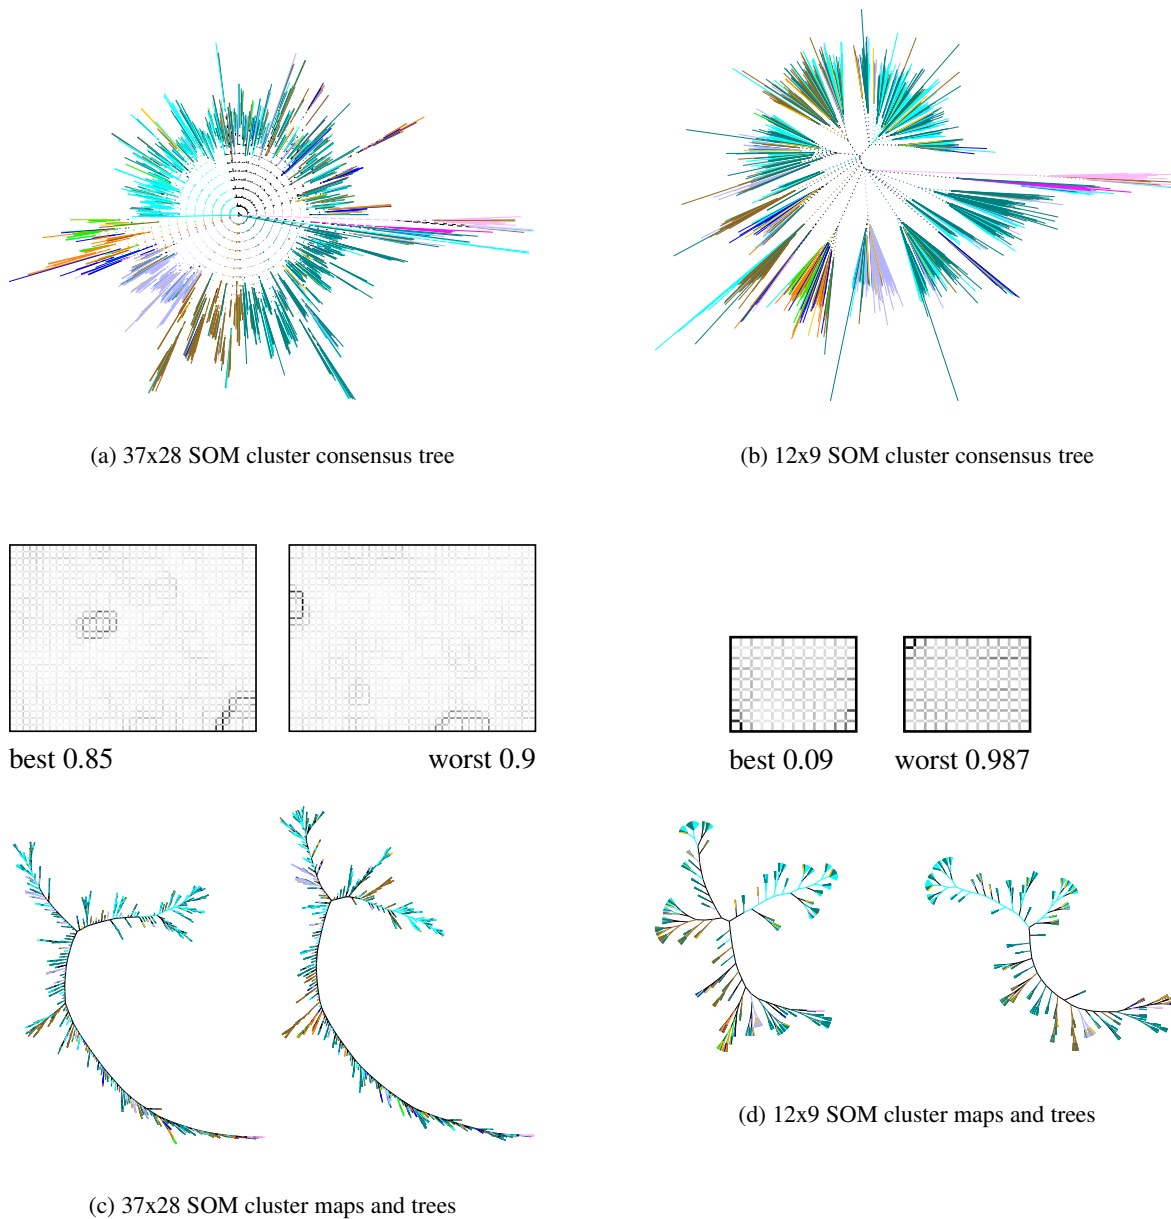 (a) 37x28 SOM cluster consensus tree
(b) 12x9 SOM cluster consensus tree
best 0.85
worst 0.9
best 0.09
worst 0.987
(d) 12x9 SOM cluster maps and trees
(c) 37x28 SOM cluster maps and trees